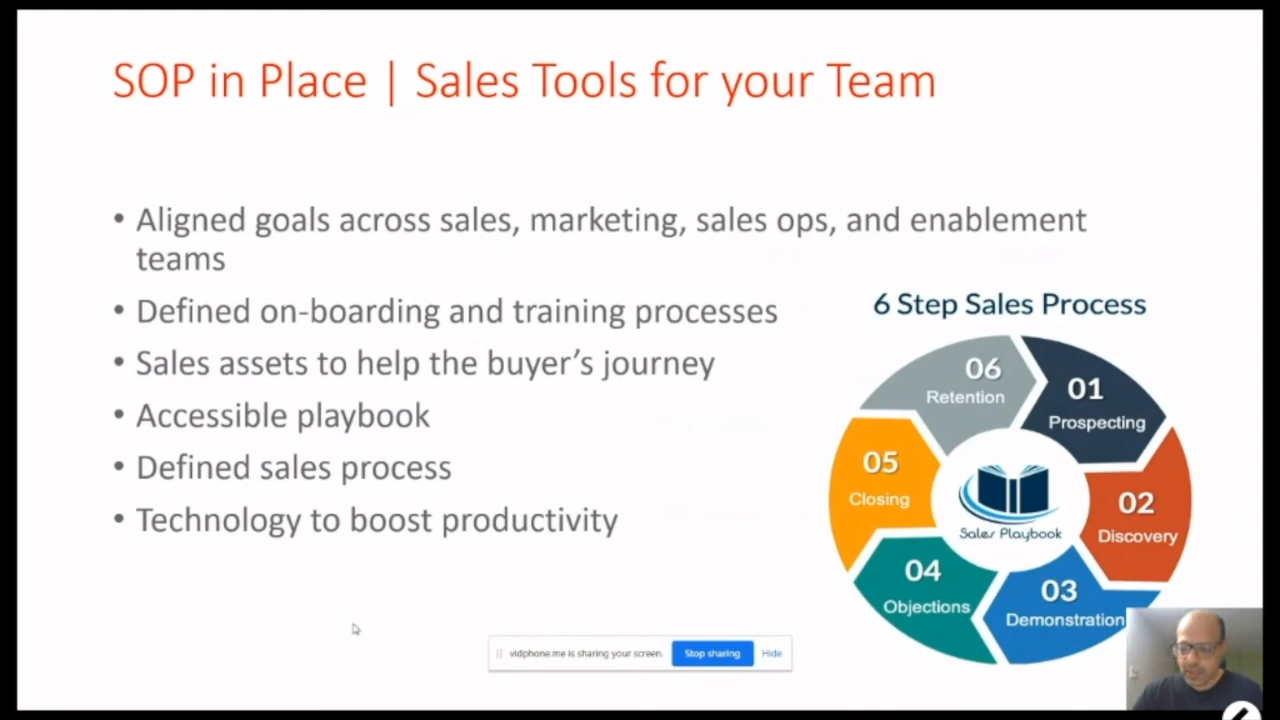 SOP in Place | Sales Tools for your Team
• Aligned goals across sales, marketing, sales ops, and enablement
teams
• Defined on-boarding and training processes
• Sales assets to help the buyer’s journey
• Accessible playbook
• Defined sales process
• Technology to boost productivity
6 Step Sales Process
01
Prospecting
02
Discovery
03
Demonstration
04
Objections
05
Closing
06
Retention
Sales Playbook
vidphone.me is sharing your screen.
Stop sharing
Hide